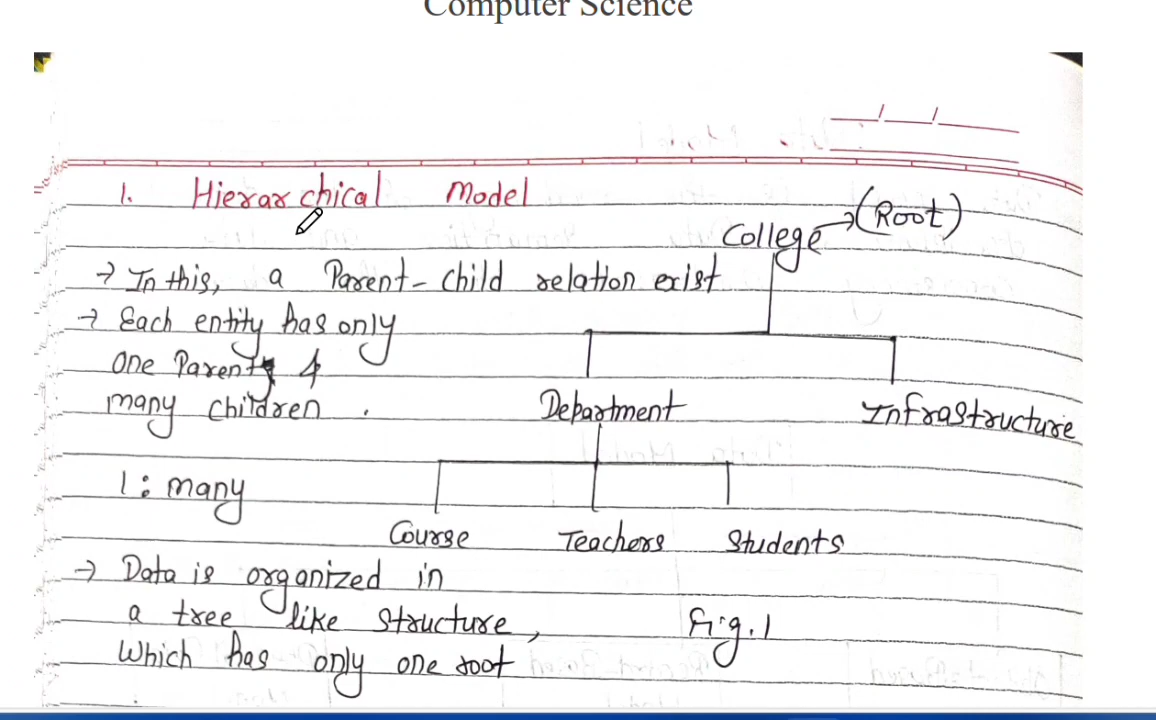 Computer Science
1. Hierarchical Model
College → (Root)
→ In this, a Parent-child relation exist
→ Each entity has only
one Parent &
many children.
Department Infrastructure
1: many
Course Teachers Students
→ Data is organized in
a tree like structure, Fig.1
Which has only one root